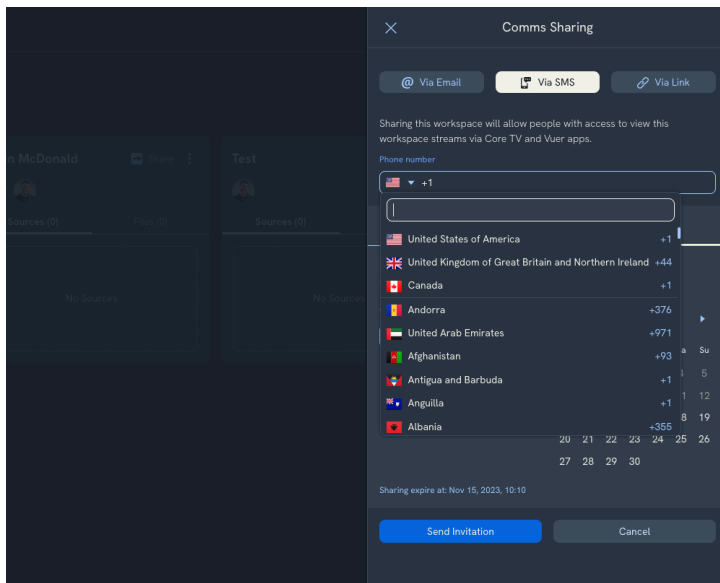 Comms Sharing
@ Via Email
Via SMS
Via Link
Sharing this workspace will allow people with access to view this
workspace streams via Core TV and Vuer apps.
Phone number
+1
United States of America +1
United Kingdom of Great Britain and Northern Ireland +44
Canada +1
Andorra +376
United Arab Emirates +971
Afghanistan +93
Antigua and Barbuda +1
Anguilla +1
Albania +355
Su
5
12
19
20 21 22 23 24 25 26
27 28 29 30
Sharing expire at: Nov 15, 2023, 10:10
Send Invitation
Cancel
n McDonald
Share
Test
Sources (0)
Files (0)
Sources (0)
No Sources
No Sources